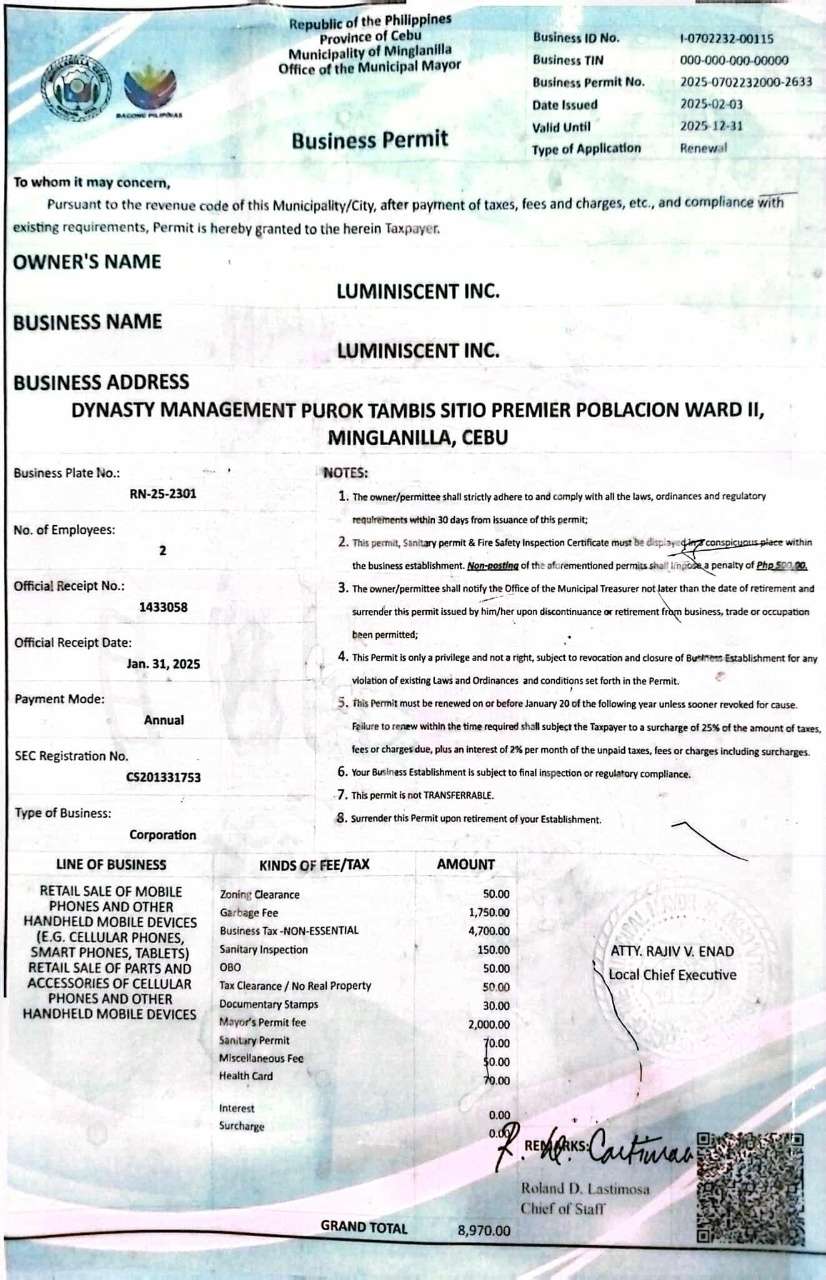 Republic of the Philippines
Province of Cebu
Municipality of Minglanilla
Office of the Municipal Mayor
Business Permit
BAGONG PILIPINAS
Business ID No. I-0702232-00115
Business TIN 000-000-000-00000
Business Permit No. 2025-0702232000-2633
Date Issued 2025-02-03
Valid Until 2025-12-31
Type of Application Renewal
To whom it may concern,
Pursuant to the revenue code of this Municipality/City, after payment of taxes, fees and charges, etc., and compliance with
existing requirements, Permit is hereby granted to the herein Taxpayer.
OWNER'S NAME
LUMINISCENT INC.
BUSINESS NAME
LUMINISCENT INC.
BUSINESS ADDRESS
DYNASTY MANAGEMENT PUROK TAMBIS SITIO PREMIER POBLACION WARD II,
MINGLANILLA, CEBU
Business Plate No.:
RN-25-2301
No. of Employees:
2
Official Receipt No.:
1433058
Official Receipt Date:
Jan. 31, 2025
Payment Mode:
Annual
SEC Registration No.
CS201331753
Type of Business:
Corporation
NOTES:
1. The owner/permittee shall strictly adhere to and comply with all the laws, ordinances and regulatory
requirements within 30 days from issuance of this permit;
2. This permit, Sanitary permit & Fire Safety Inspection Certificate must be displayed in a conspicuous place within
the business establishment. Non-posting of the aforementioned permits shall impose a penalty of Php 500.00.
3. The owner/permittee shall notify the Office of the Municipal Treasurer not later than the date of retirement and
surrender this permit issued by him/her upon discontinuance or retirement from business, trade or occupation
been permitted;
4. This Permit is only a privilege and not a right, subject to revocation and closure of Business Establishment for any
violation of existing Laws and Ordinances and conditions set forth in the Permit.
5. This Permit must be renewed on or before January 20 of the following year unless sooner revoked for cause.
Failure to renew within the time required shall subject the Taxpayer to a surcharge of 25% of the amount of taxes,
fees or charges due, plus an interest of 2% per month of the unpaid taxes, fees or charges including surcharges.
6. Your Business Establishment is subject to final inspection or regulatory compliance.
7. This permit is not TRANSFERRABLE.
8. Surrender this Permit upon retirement of your Establishment.
LINE OF BUSINESS
RETAIL SALE OF MOBILE
PHONES AND OTHER
HANDHELD MOBILE DEVICES
(E.G. CELLULAR PHONES,
SMART PHONES, TABLETS)
RETAIL SALE OF PARTS AND
ACCESSORIES OF CELLULAR
PHONES AND OTHER
HANDHELD MOBILE DEVICES
KINDS OF FEE/TAX AMOUNT
Zoning Clearance 50.00
Garbage Fee 1,750.00
Business Tax -NON-ESSENTIAL 4,700.00
Sanitary Inspection 150.00
OBO 50.00
Tax Clearance / No Real Property 50.00
Documentary Stamps 30.00
Mayor's Permit fee 2,000.00
Sanitary Permit 70.00
Miscellaneous Fee 50.00
Health Card 70.00
Interest 0.00
Surcharge 0.00
GRAND TOTAL 8,970.00
ATTY. RAJIV V. ENAD
Local Chief Executive
REMARKS:
Roland D. Lastimosa
Chief of Staff